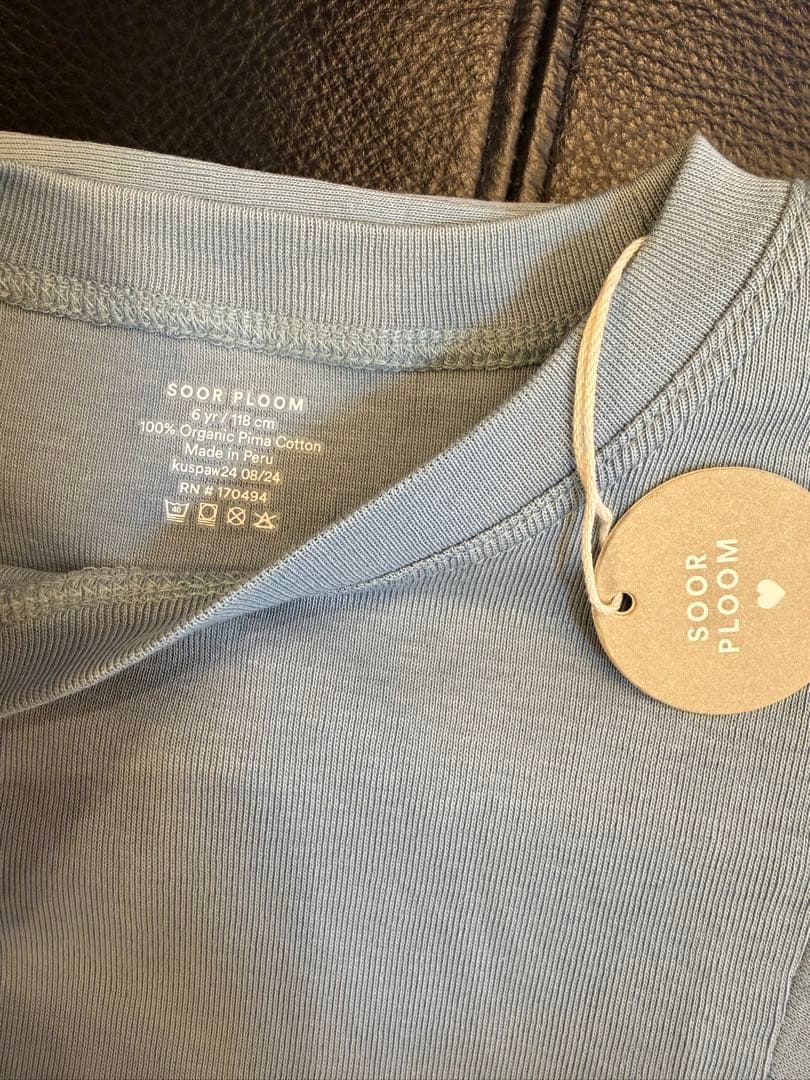 SOOR PLOOM
6 yr / 118 cm
100% Organic Pima Cotton
Made in Peru
kuspaw24 08/24
RN # 170494
40
SOOR
PLOOM